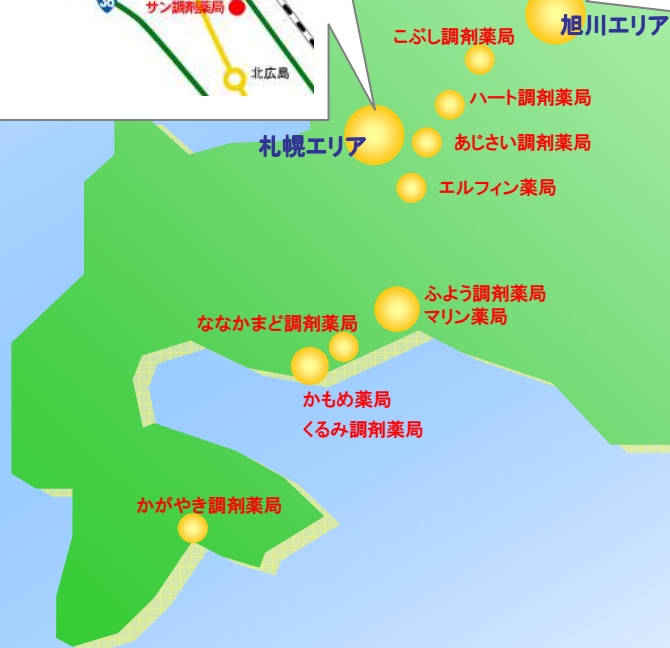 36
サン調剤薬局
北広島
旭川エリア
こぶし調剤薬局
ハート調剤薬局
札幌エリア
あじさい調剤薬局
エルフィン薬局
ふよう調剤薬局
マリン薬局
ななかまど調剤薬局
かもめ薬局
くるみ調剤薬局
かがやき調剤薬局